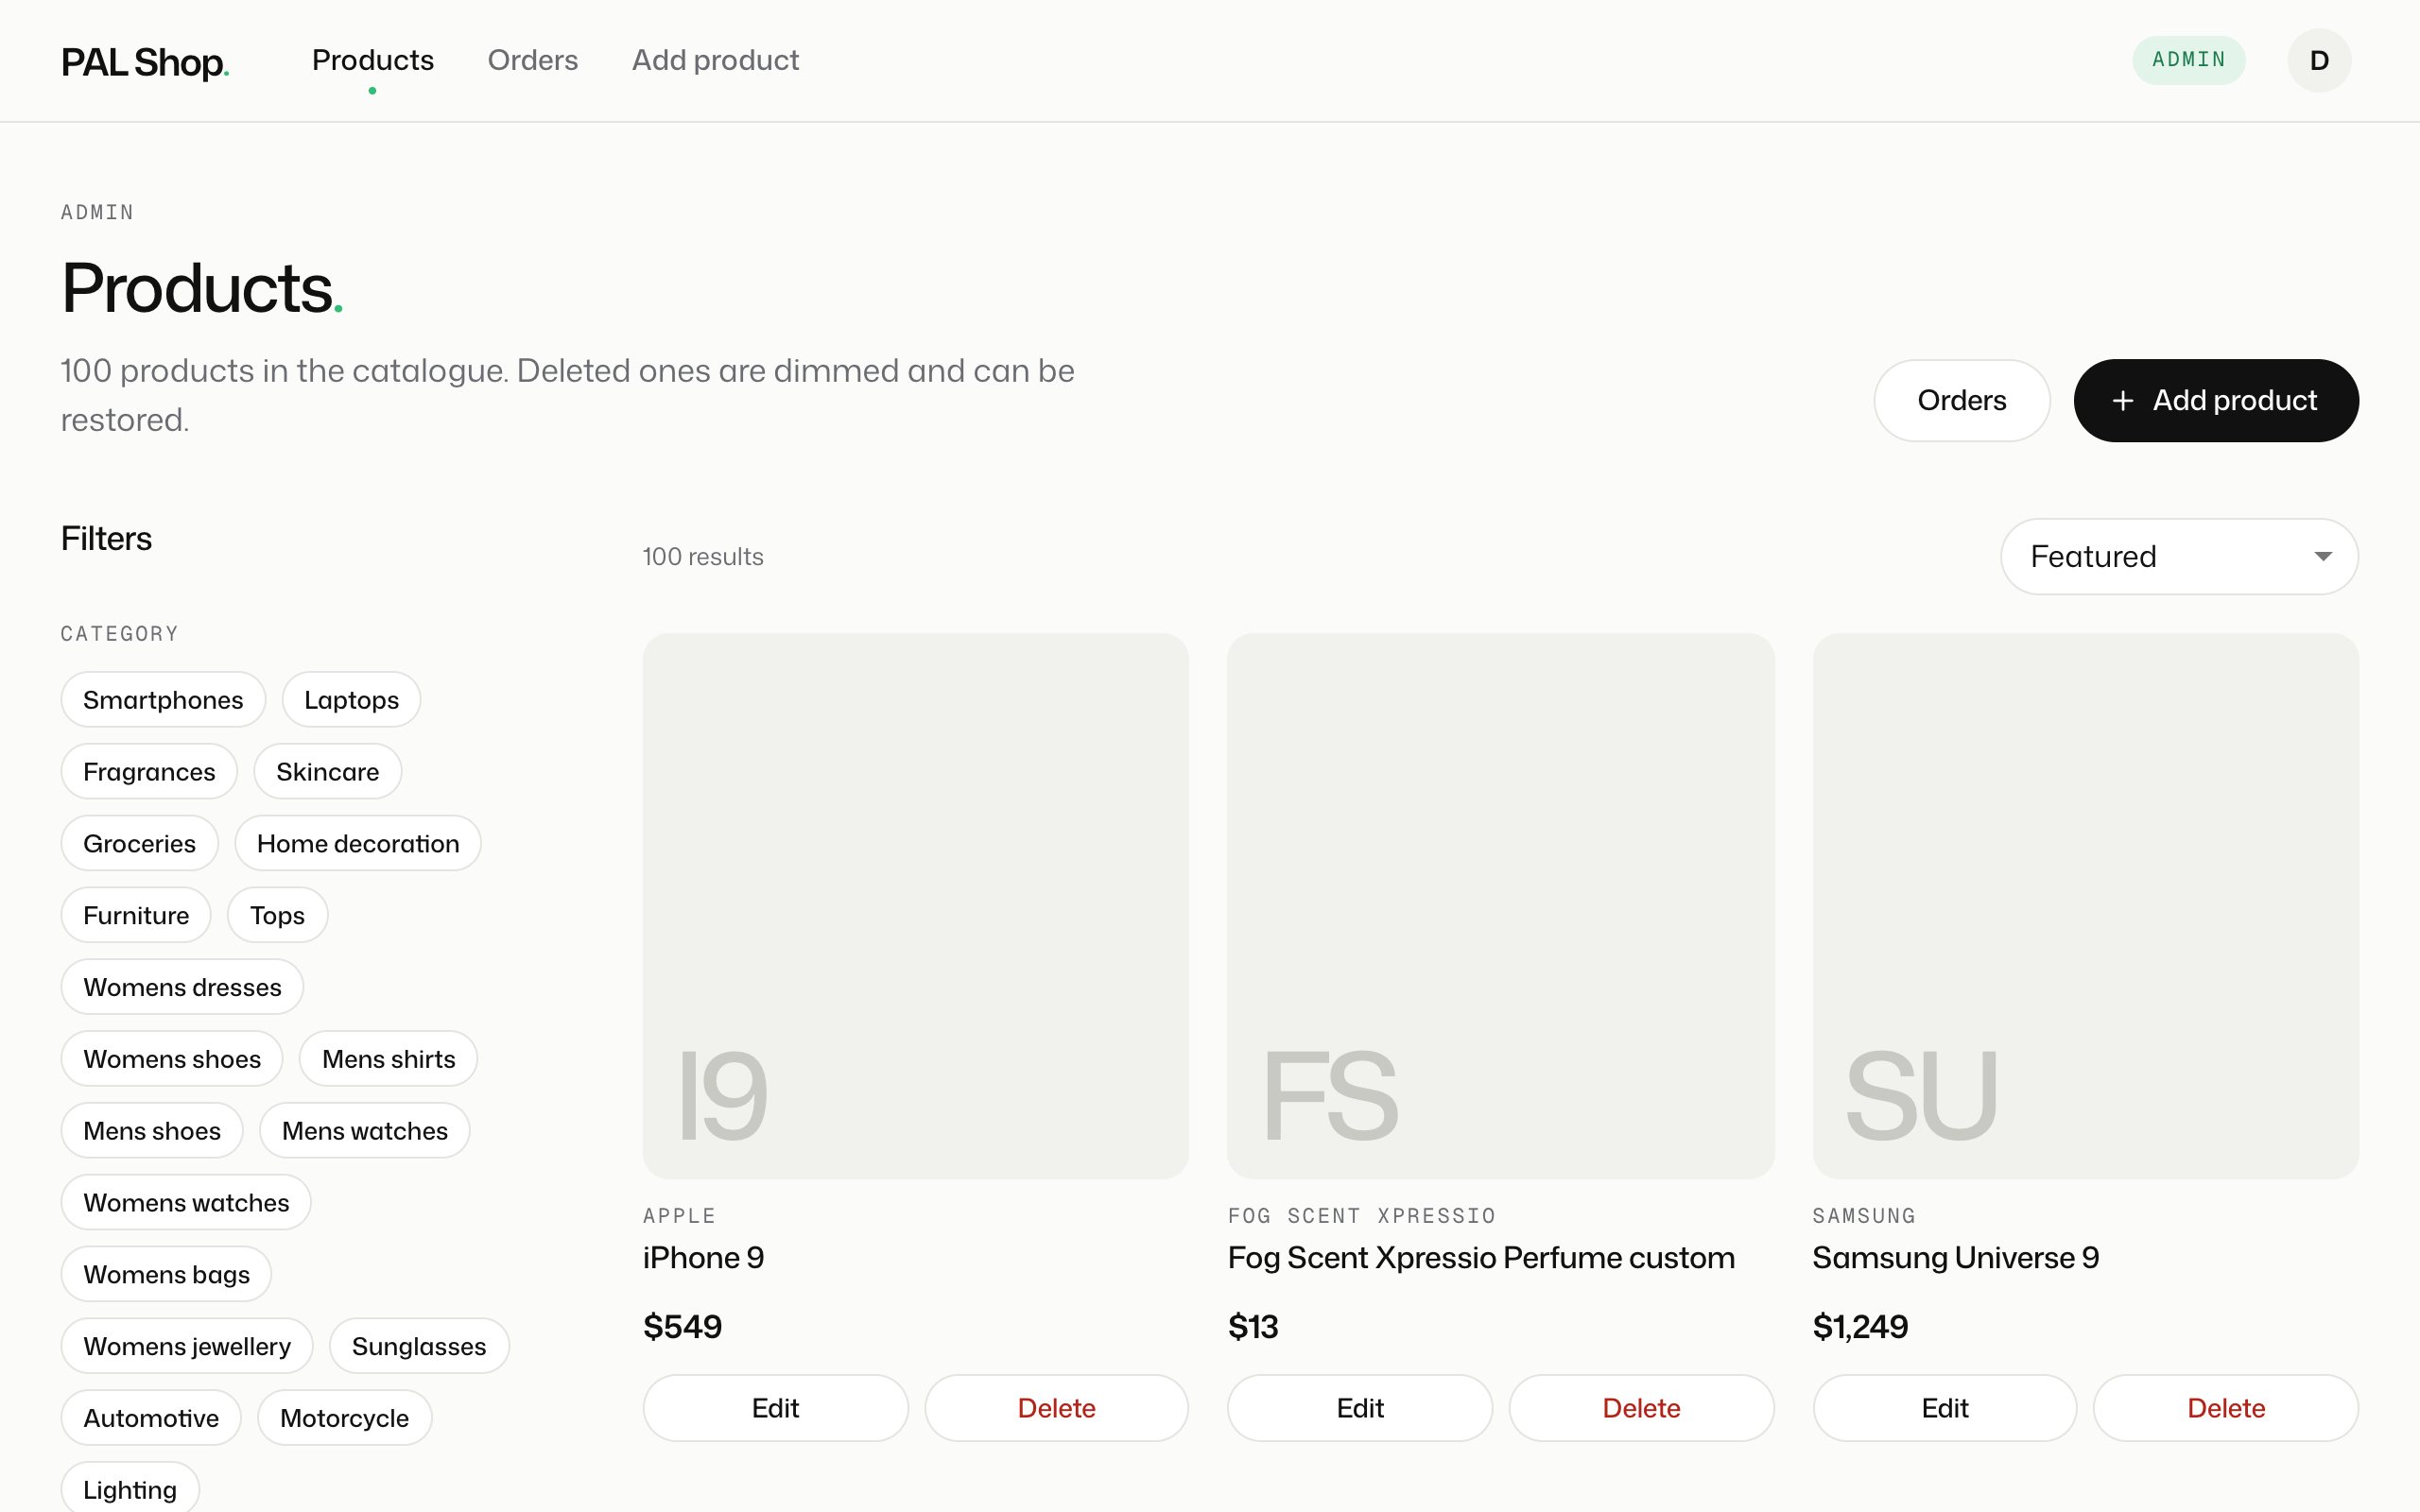 PAL Shop.
Products
Orders
Add product
ADMIN
D
ADMIN
Products.
100 products in the catalogue. Deleted ones are dimmed and can be
restored.
Orders
+ Add product
Filters
100 results
Featured
CATEGORY
Smartphones
Laptops
Fragrances
Skincare
Groceries
Home decoration
Furniture
Tops
Womens dresses
Womens shoes
Mens shirts
Mens shoes
Mens watches
Womens watches
Womens bags
Womens jewellery
Sunglasses
Automotive
Motorcycle
Lighting
I9
APPLE
iPhone 9
$549
Edit
Delete
FS
FOG SCENT XPRESSIO
Fog Scent Xpressio Perfume custom
$13
Edit
Delete
SU
SAMSUNG
Samsung Universe 9
$1,249
Edit
Delete